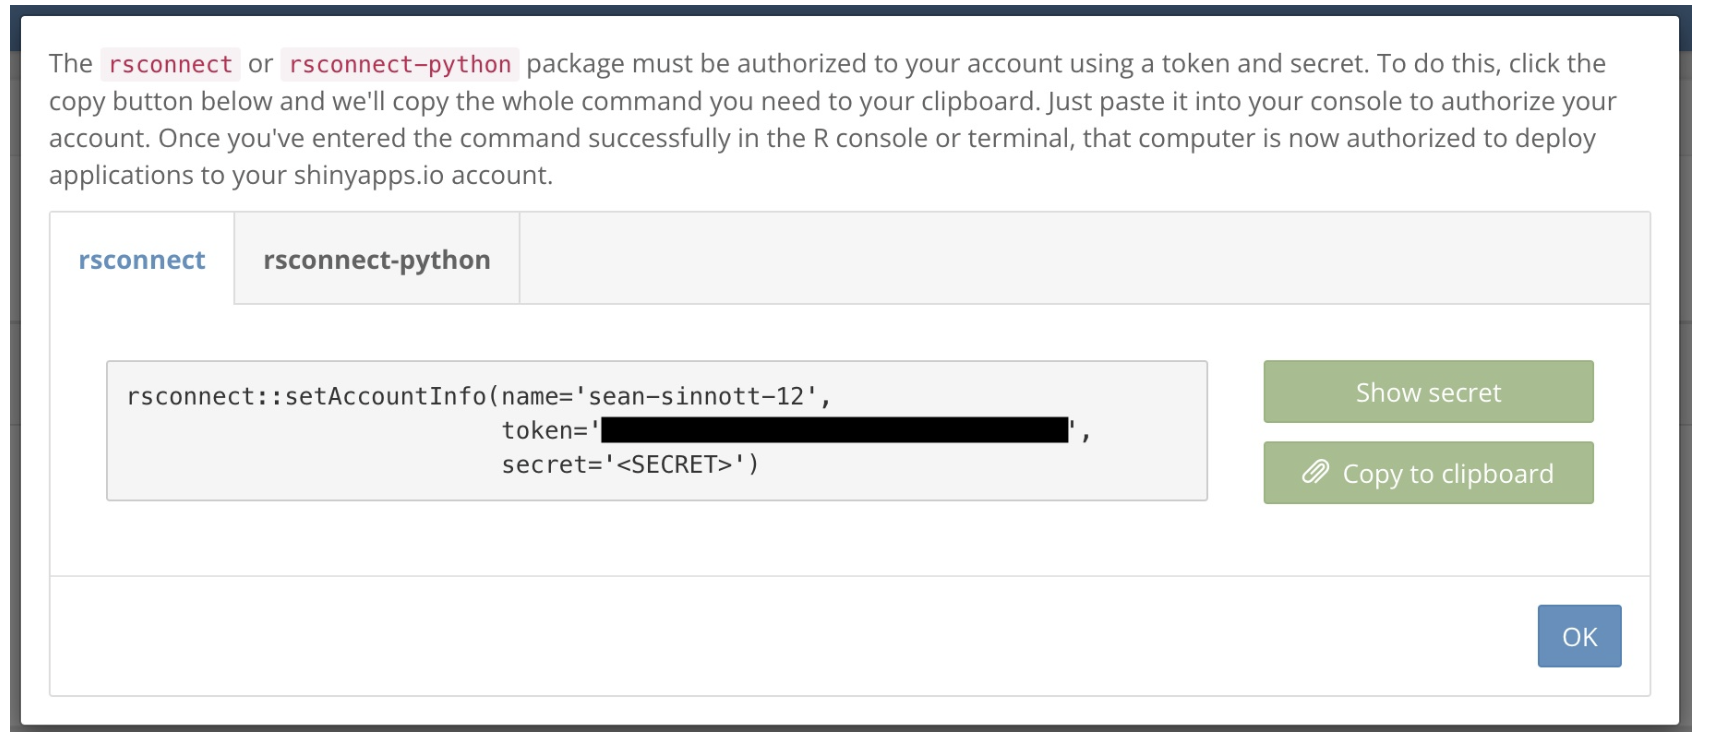 The rsconnect or rsconnect-python package must be authorized to your account using a token and secret. To do this, click the
copy button below and we'll copy the whole command you need to your clipboard. Just paste it into your console to authorize your
account. Once you've entered the command successfully in the R console or terminal, that computer is now authorized to deploy
applications to your shinyapps.io account.
rsconnect rsconnect-python
rsconnect::setAccountInfo(name='sean-sinnott-12',
token='',
secret='<SECRET>')
Show secret
Copy to clipboard
OK